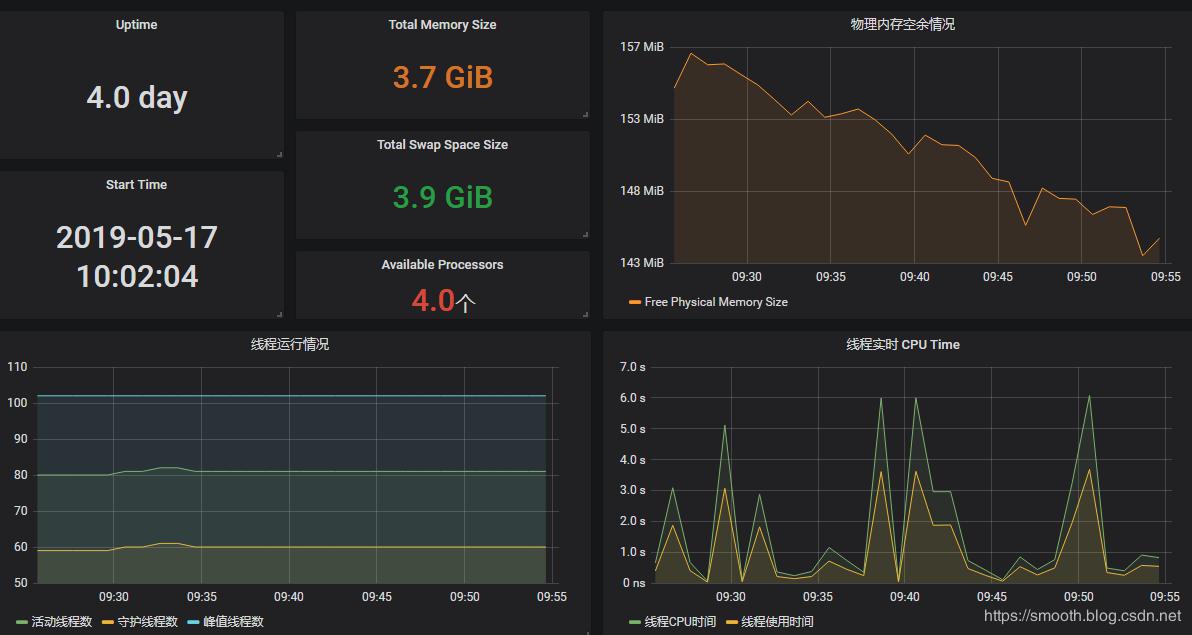 Uptime
4.0 day
Start Time
2019-05-17
10:02:04
Total Memory Size
3.7 GiB
Total Swap Space Size
3.9 GiB
Available Processors
4.0个
物理内存空余情况
157 MiB
153 MiB
148 MiB
143 MiB
09:30 09:35 09:40 09:45 09:50 09:55
Free Physical Memory Size
线程运行情况
110
100
90
80
70
60
50
09:30 09:35 09:40 09:45 09:50 09:55
活动线程数 守护线程数 峰值线程数
线程实时 CPU Time
7.0 s
6.0 s
5.0 s
4.0 s
3.0 s
2.0 s
1.0 s
0 ns
09:30 09:35 09:40 09:45 09:50 09:55
线程CPU时间 线程使用时间
https://smooth.blog.csdn.net